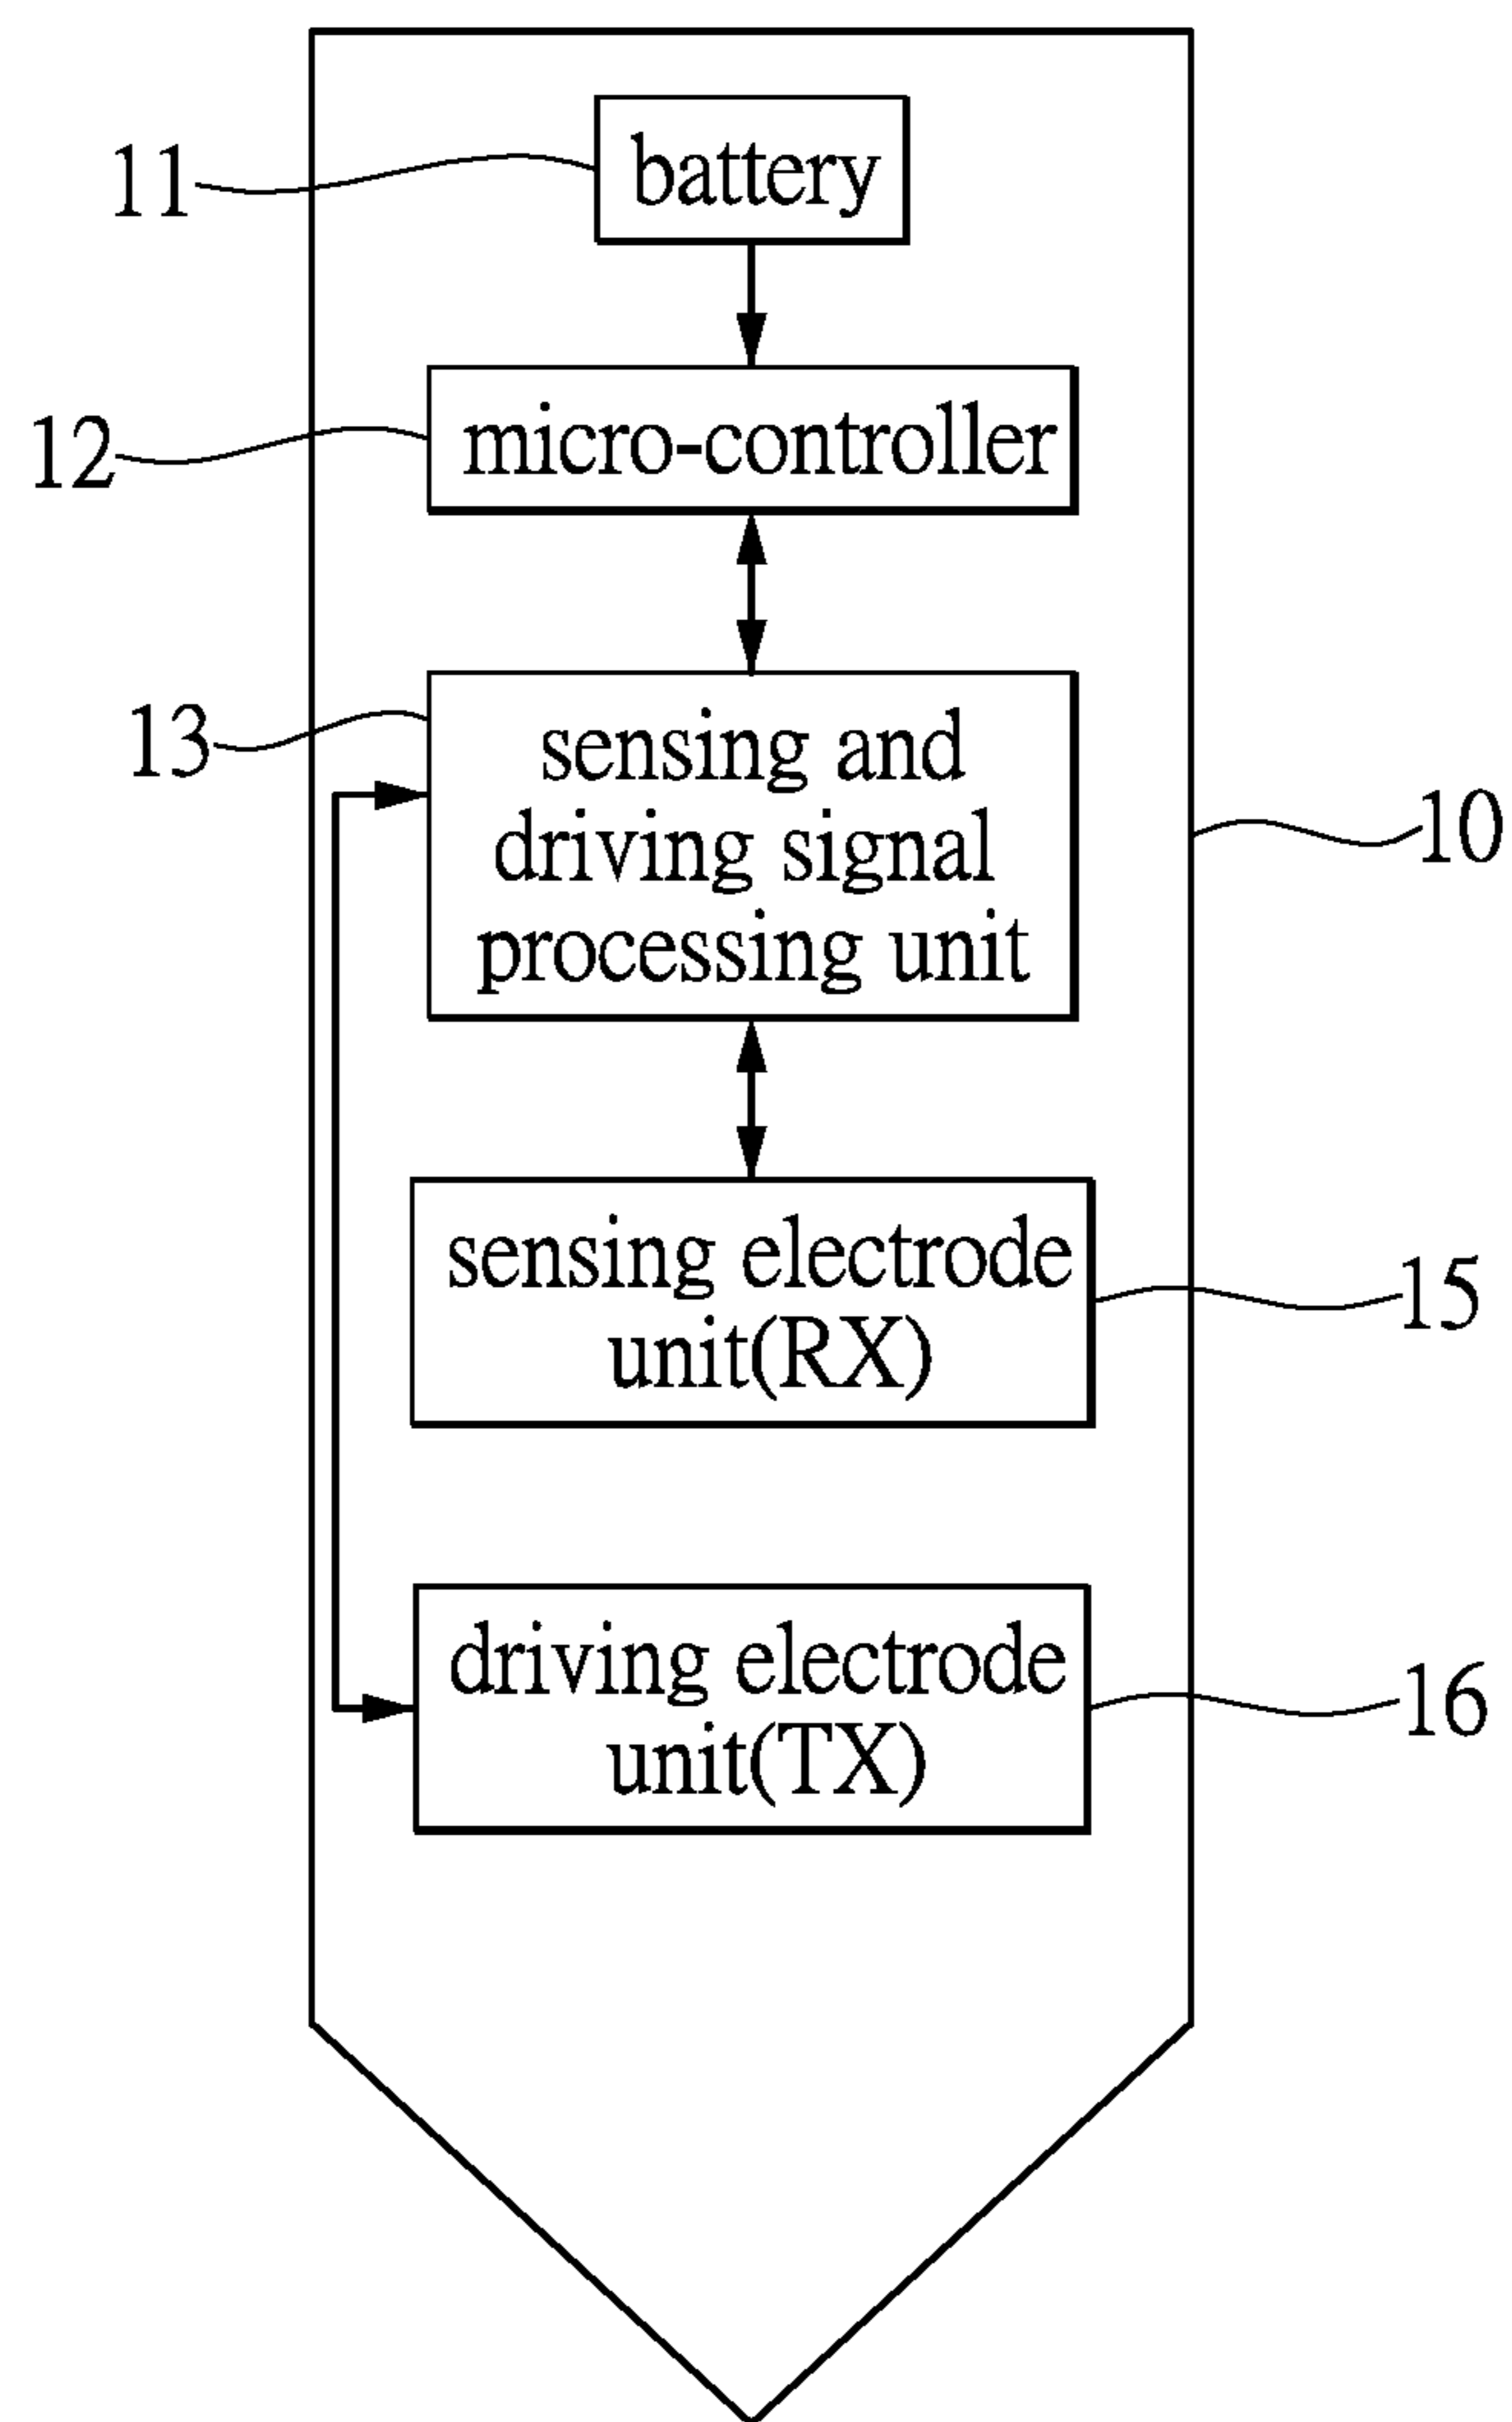 battery
11
micro-controller
12
13
sensing and
driving signal
processing unit
10
sensing electrode
unit(RX)
15
driving electrode
unit(TX)
16